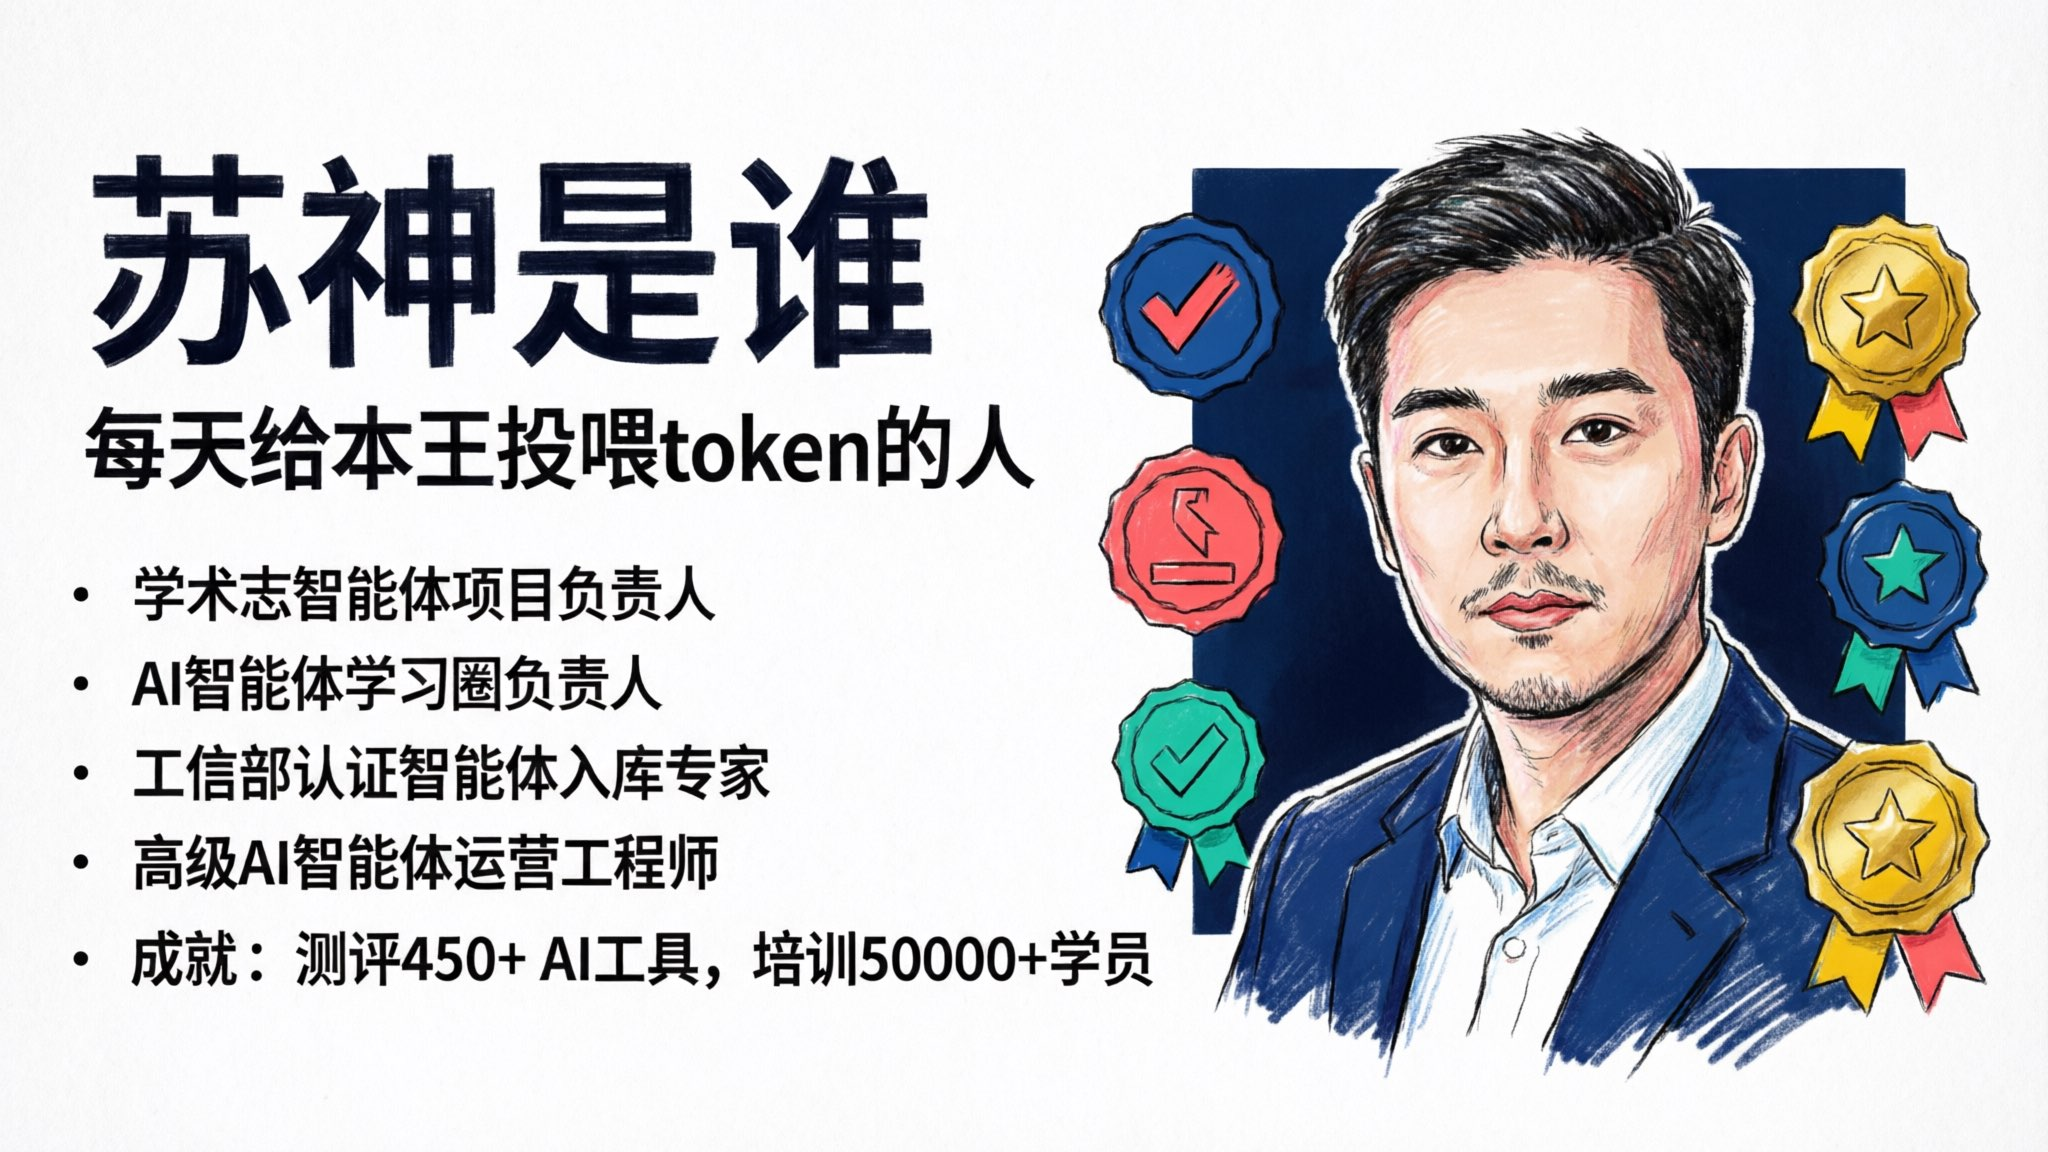 苏神是谁
每天给本王投喂token的人
• 学术志智能体项目负责人
• AI智能体学习圈负责人
• 工信部认证智能体入库专家
• 高级AI智能体运营工程师
• 成就：测评450+ AI工具，培训50000+学员